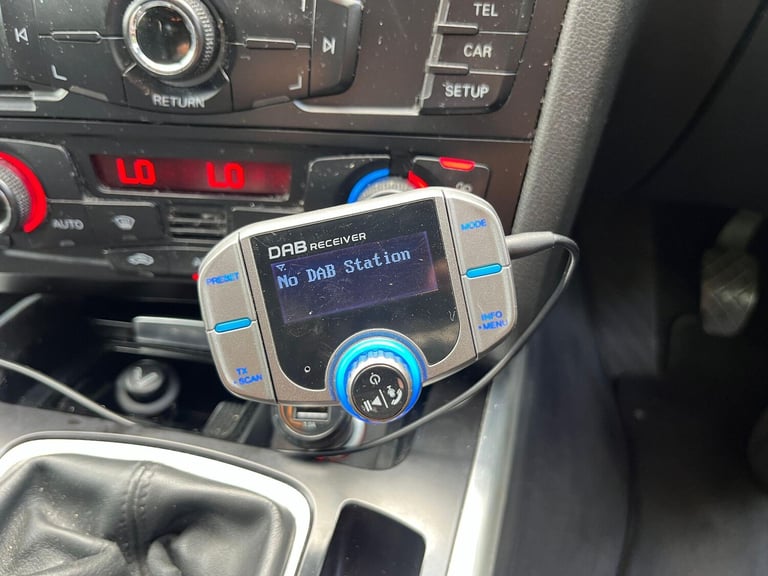 TEL
CAR
RETURN
SETUP
LO LO
AUTO
DAB RECEIVER
MODE
No DAB Station
PRESET
INFO
•MENU
TX
•SCAN